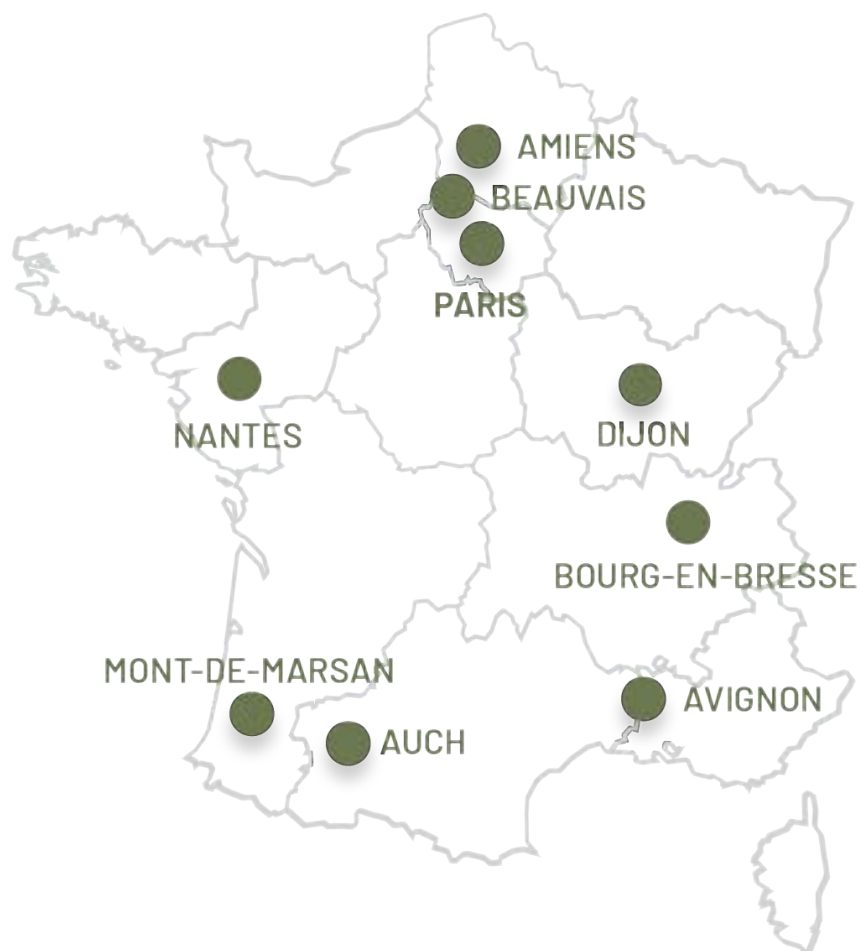 AMIENS
BEAUVAIS
PARIS
NANTES
DIJON
BOURG-EN-BRESSE
MONT-DE-MARSAN
AVIGNON
AUCH